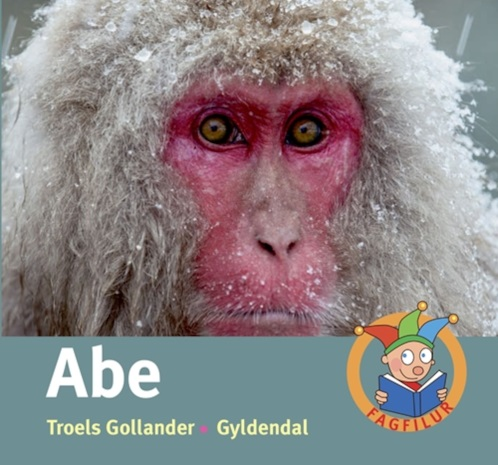 Abe
Troels Gollander • Gyldendal
FAGFILUR